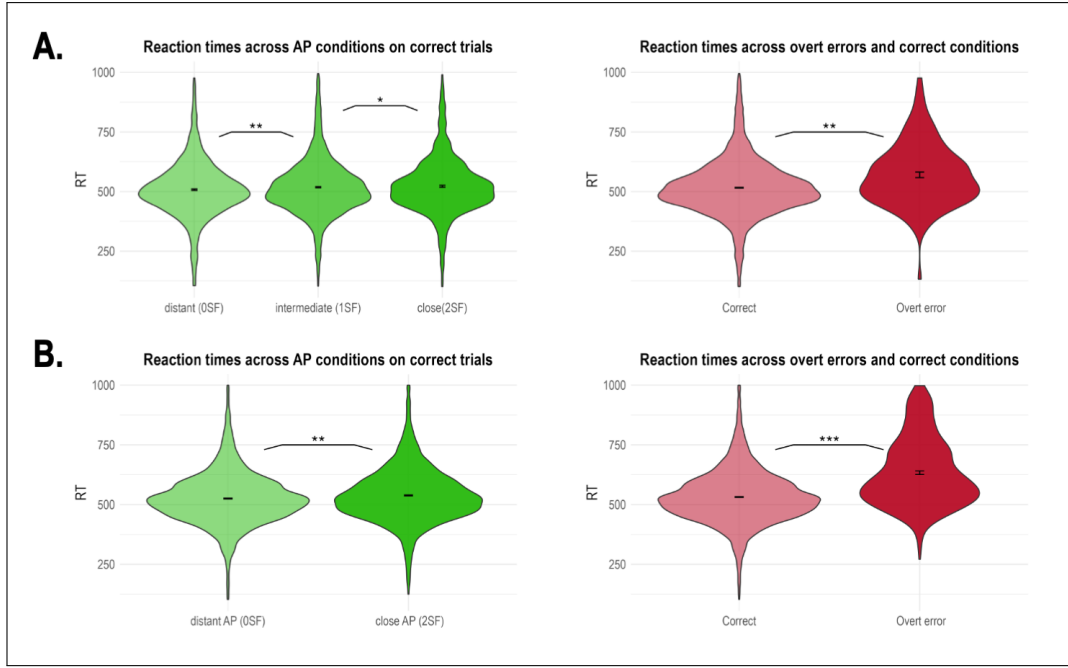 A.
Reaction times across AP conditions on correct trials
1000
750
500
250
RT
**
*
distant (0SF)
intermediate (1SF)
close(2SF)
Reaction times across overt errors and correct conditions
1000
750
500
250
RT
**
Correct
Overt error
B.
Reaction times across AP conditions on correct trials
1000
750
500
250
RT
**
distant AP (0SF)
close AP (2SF)
Reaction times across overt errors and correct conditions
1000
750
500
250
RT
***
Correct
Overt error